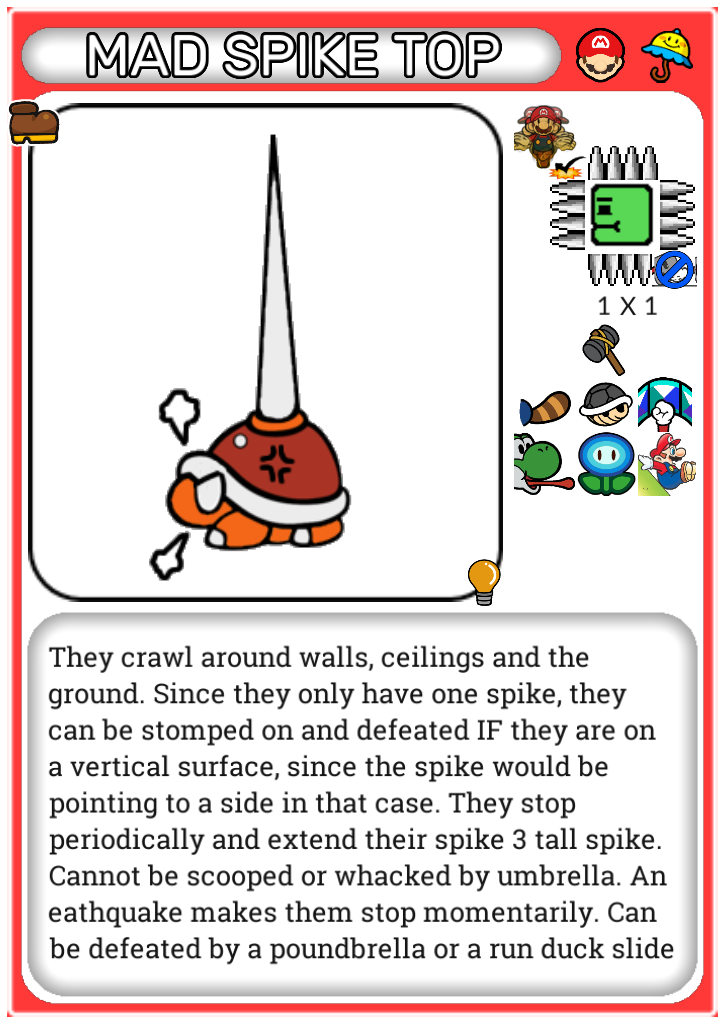 MAD SPIKE TOP
1 X 1
They crawl around walls, ceilings and the
ground. Since they only have one spike, they
can be stomped on and defeated IF they are on
a vertical surface, since the spike would be
pointing to a side in that case. They stop
periodically and extend their spike 3 tall spike.
Cannot be scooped or whacked by umbrella. An
eathquake makes them stop momentarily. Can
be defeated by a poundbrella or a run duck slide